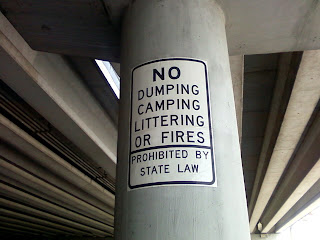 NO
DUMPING
CAMPING
LITTERING
OR FIRES
PROHIBITED BY
STATE LAW